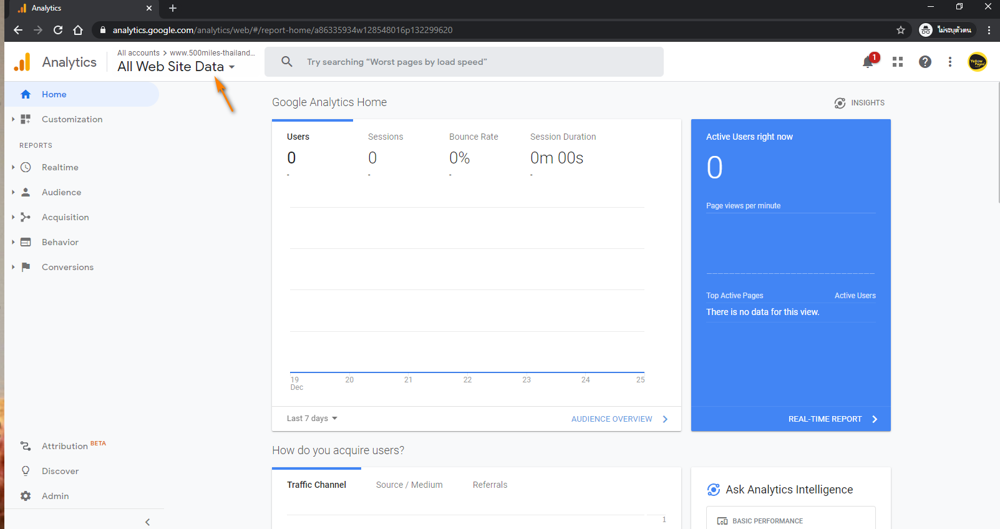 Analytics
analytics.google.com/analytics/web/#/report-home/a86335934w128548016p132299620
ไม่ระบุตัวตน
Analytics
All accounts > www.500miles-thailand...
All Web Site Data
Try searching “Worst pages by load speed”
1
Yellow Pages
Home
Customization
REPORTS
Realtime
Audience
Acquisition
Behavior
Conversions
Attribution BETA
Discover
Admin
Google Analytics Home
INSIGHTS
Users
Sessions
Bounce Rate
Session Duration
0
0
0%
0m 00s
-
-
-
-
19
20
21
22
23
24
25
Dec
Last 7 days
AUDIENCE OVERVIEW
Active Users right now
0
Page views per minute
Top Active Pages
Active Users
There is no data for this view.
REAL-TIME REPORT
How do you acquire users?
Traffic Channel
Source / Medium
Referrals
1
Ask Analytics Intelligence
BASIC PERFORMANCE